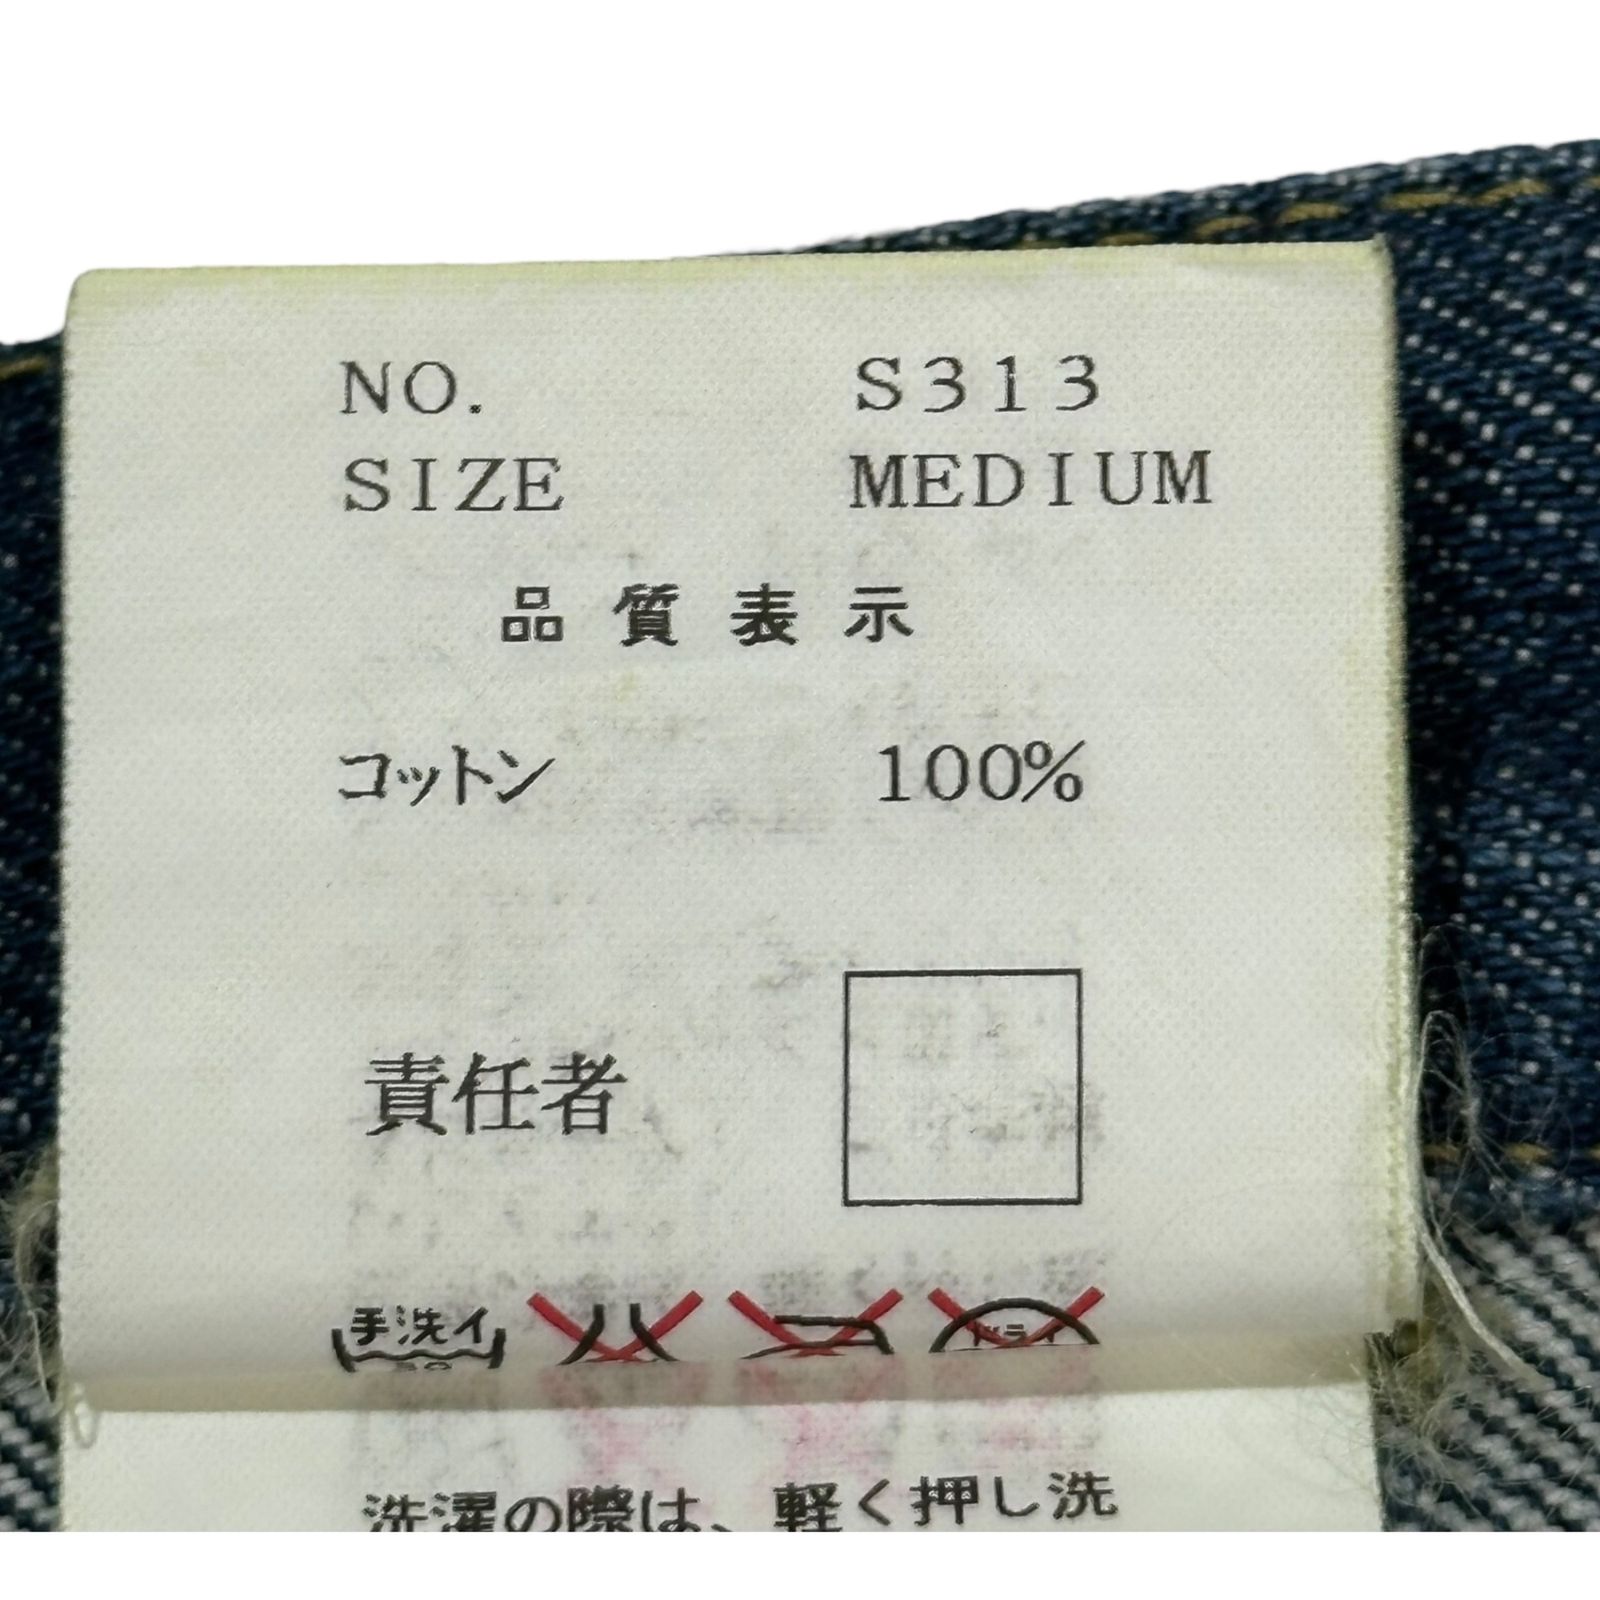 NO. S313
SIZE MEDIUM
品質表示
コットン 100%
責任者
手洗イ
ドライ
洗濯の際は、軽く押し洗